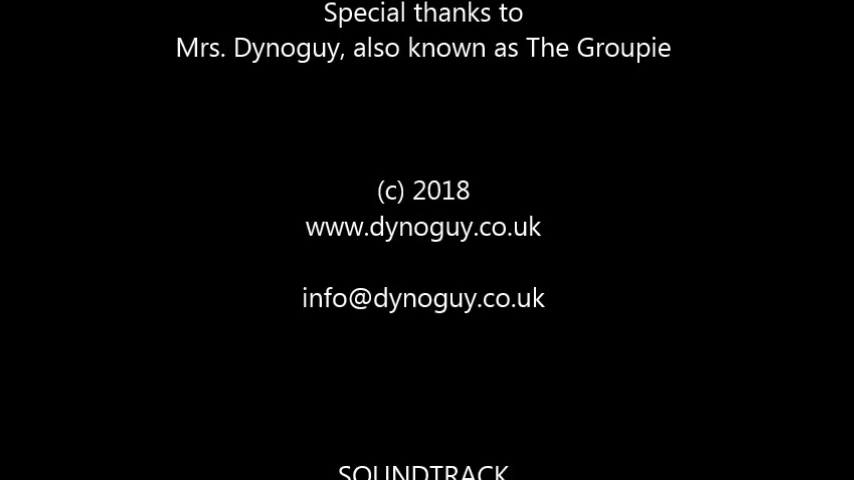 Special thanks to
Mrs. Dynoguy, also known as The Groupie
(c) 2018
www.dynoguy.co.uk
info@dynoguy.co.uk
SOUNDTRACK